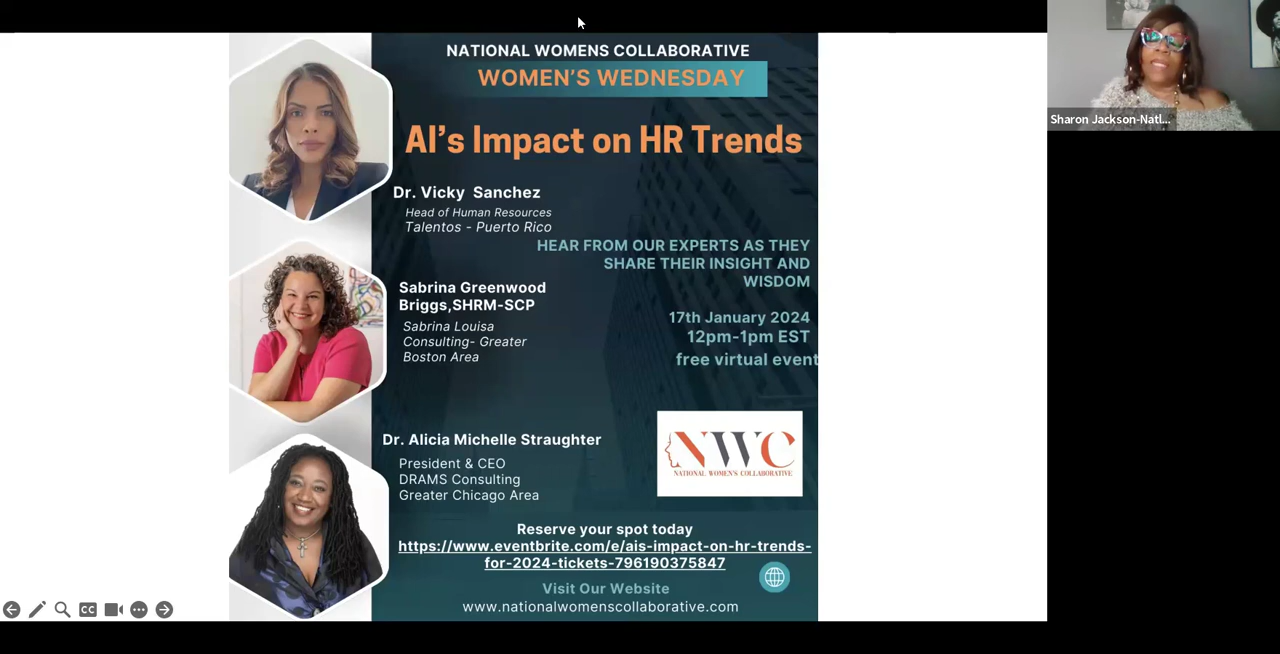 NATIONAL WOMENS COLLABORATIVE
WOMEN'S WEDNESDAY
AI's Impact on HR Trends
Dr. Vicky Sanchez
Head of Human Resources
Talentos - Puerto Rico
HEAR FROM OUR EXPERTS AS THEY
SHARE THEIR INSIGHT AND
WISDOM
Sabrina Greenwood
Briggs,SHRM-SCP
Sabrina Louisa
Consulting- Greater
Boston Area
17th January 2024
12pm-1pm EST
free virtual event
Dr. Alicia Michelle Straughter
President & CEO
DRAMS Consulting
Greater Chicago Area
NWC
NATIONAL WOMEN'S COLLABORATIVE
Reserve your spot today
https://www.eventbrite.com/e/ais-impact-on-hr-trends-
for-2024-tickets-796190375847
Visit Our Website
www.nationalwomenscollaborative.com
Sharon Jackson-Natl...
CC